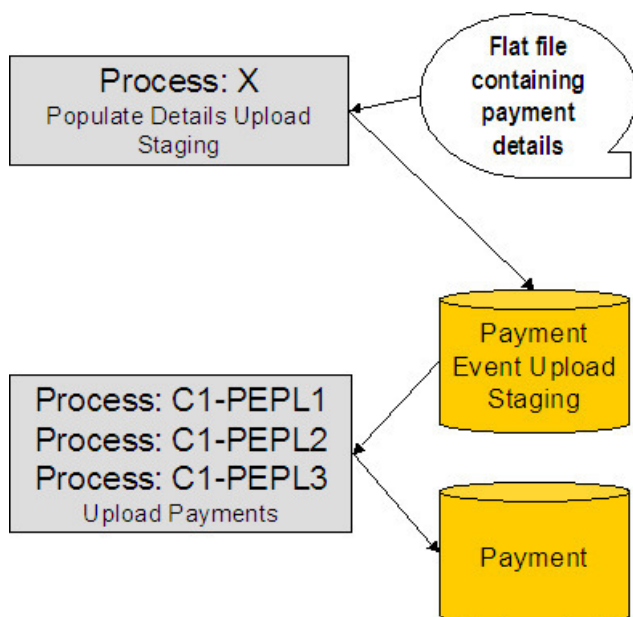 Process: X
Populate Details Upload
Staging
Flat file
containing
payment
details
Payment
Event Upload
Staging
Process: C1-PEPL1
Process: C1-PEPL2
Process: C1-PEPL3
Upload Payments
Payment